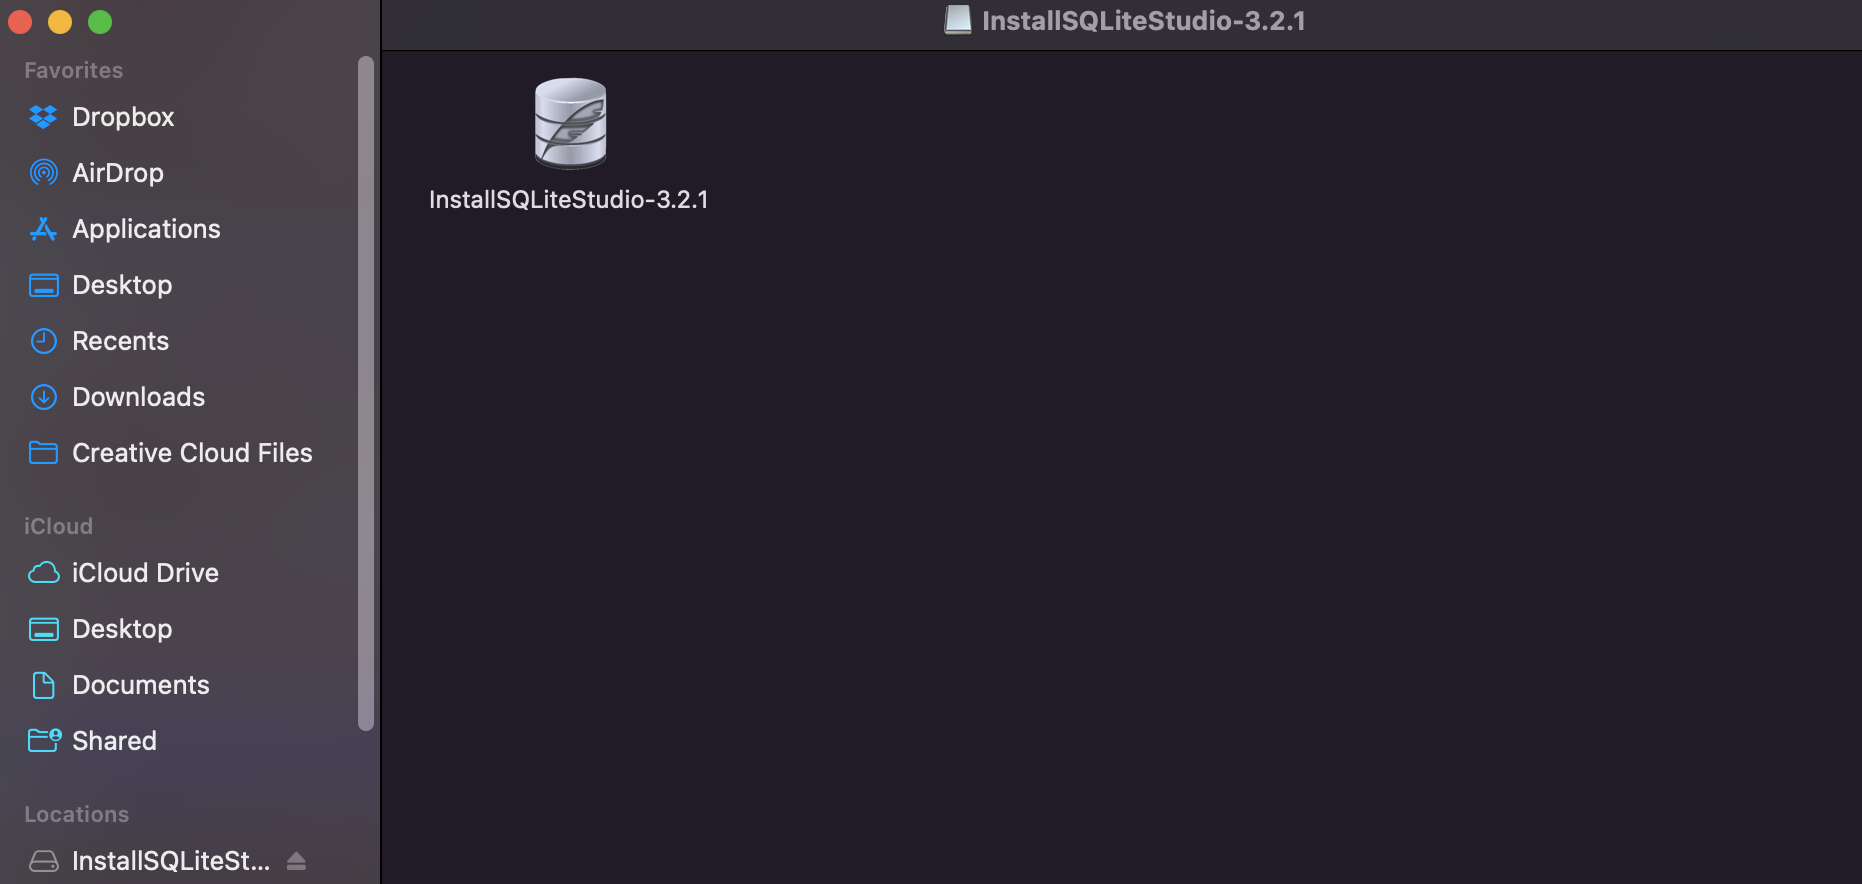 InstallSQLiteStudio-3.2.1
Favorites
Dropbox
AirDrop
Applications
Desktop
Recents
Downloads
Creative Cloud Files
iCloud
iCloud Drive
Desktop
Documents
Shared
Locations
InstallSQLiteSt...
InstallSQLiteStudio-3.2.1